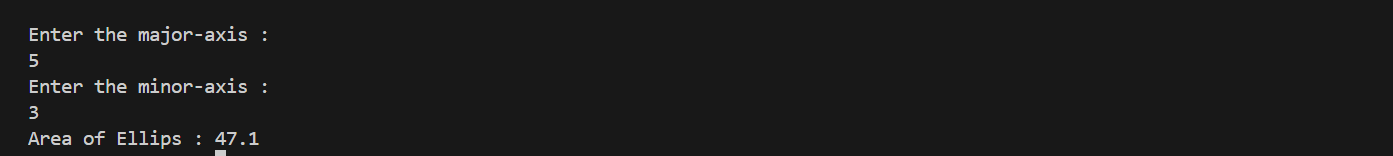 Enter the major-axis :
5
Enter the minor-axis :
3
Area of Ellips : 47.1